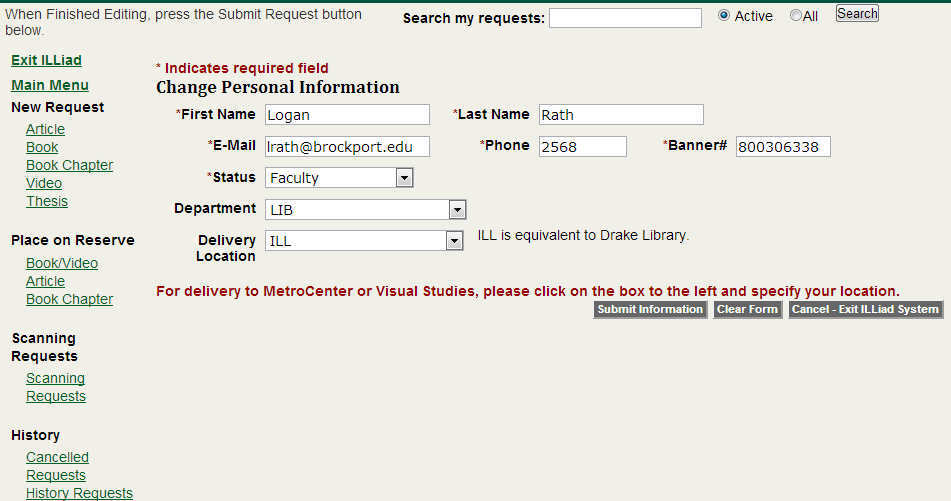 When Finished Editing, press the Submit Request button
below.
Search my requests:
Active All Search
Exit ILLiad
Main Menu
New Request
Article
Book
Book Chapter
Video
Thesis
Place on Reserve
Book/Video
Article
Book Chapter
Scanning
Requests
Scanning
Requests
History
Cancelled
Requests
History Requests
* Indicates required field
Change Personal Information
*First Name Logan *Last Name Rath
*E-Mail lrath@brockport.edu *Phone 2568 *Banner# 800306338
*Status Faculty
Department LIB
Delivery
Location ILL ILL is equivalent to Drake Library.
For delivery to MetroCenter or Visual Studies, please click on the box to the left and specify your location.
Submit Information Clear Form Cancel - Exit ILLiad System